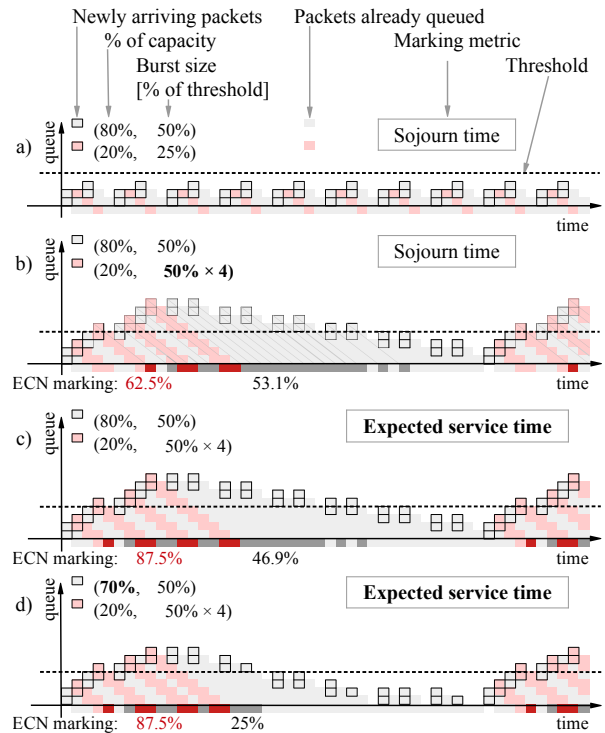 Newly arriving packets Packets already queued
% of capacity Marking metric
Burst size Threshold
[% of threshold]
queue
a) (80%, 50%) Sojourn time
(20%, 25%)
time
queue
b) (80%, 50%) Sojourn time
(20%, 50% × 4)
ECN marking: 62.5% 53.1% time
queue
c) (80%, 50%) Expected service time
(20%, 50% × 4)
ECN marking: 87.5% 46.9% time
queue
d) (70%, 50%) Expected service time
(20%, 50% × 4)
ECN marking: 87.5% 25% time